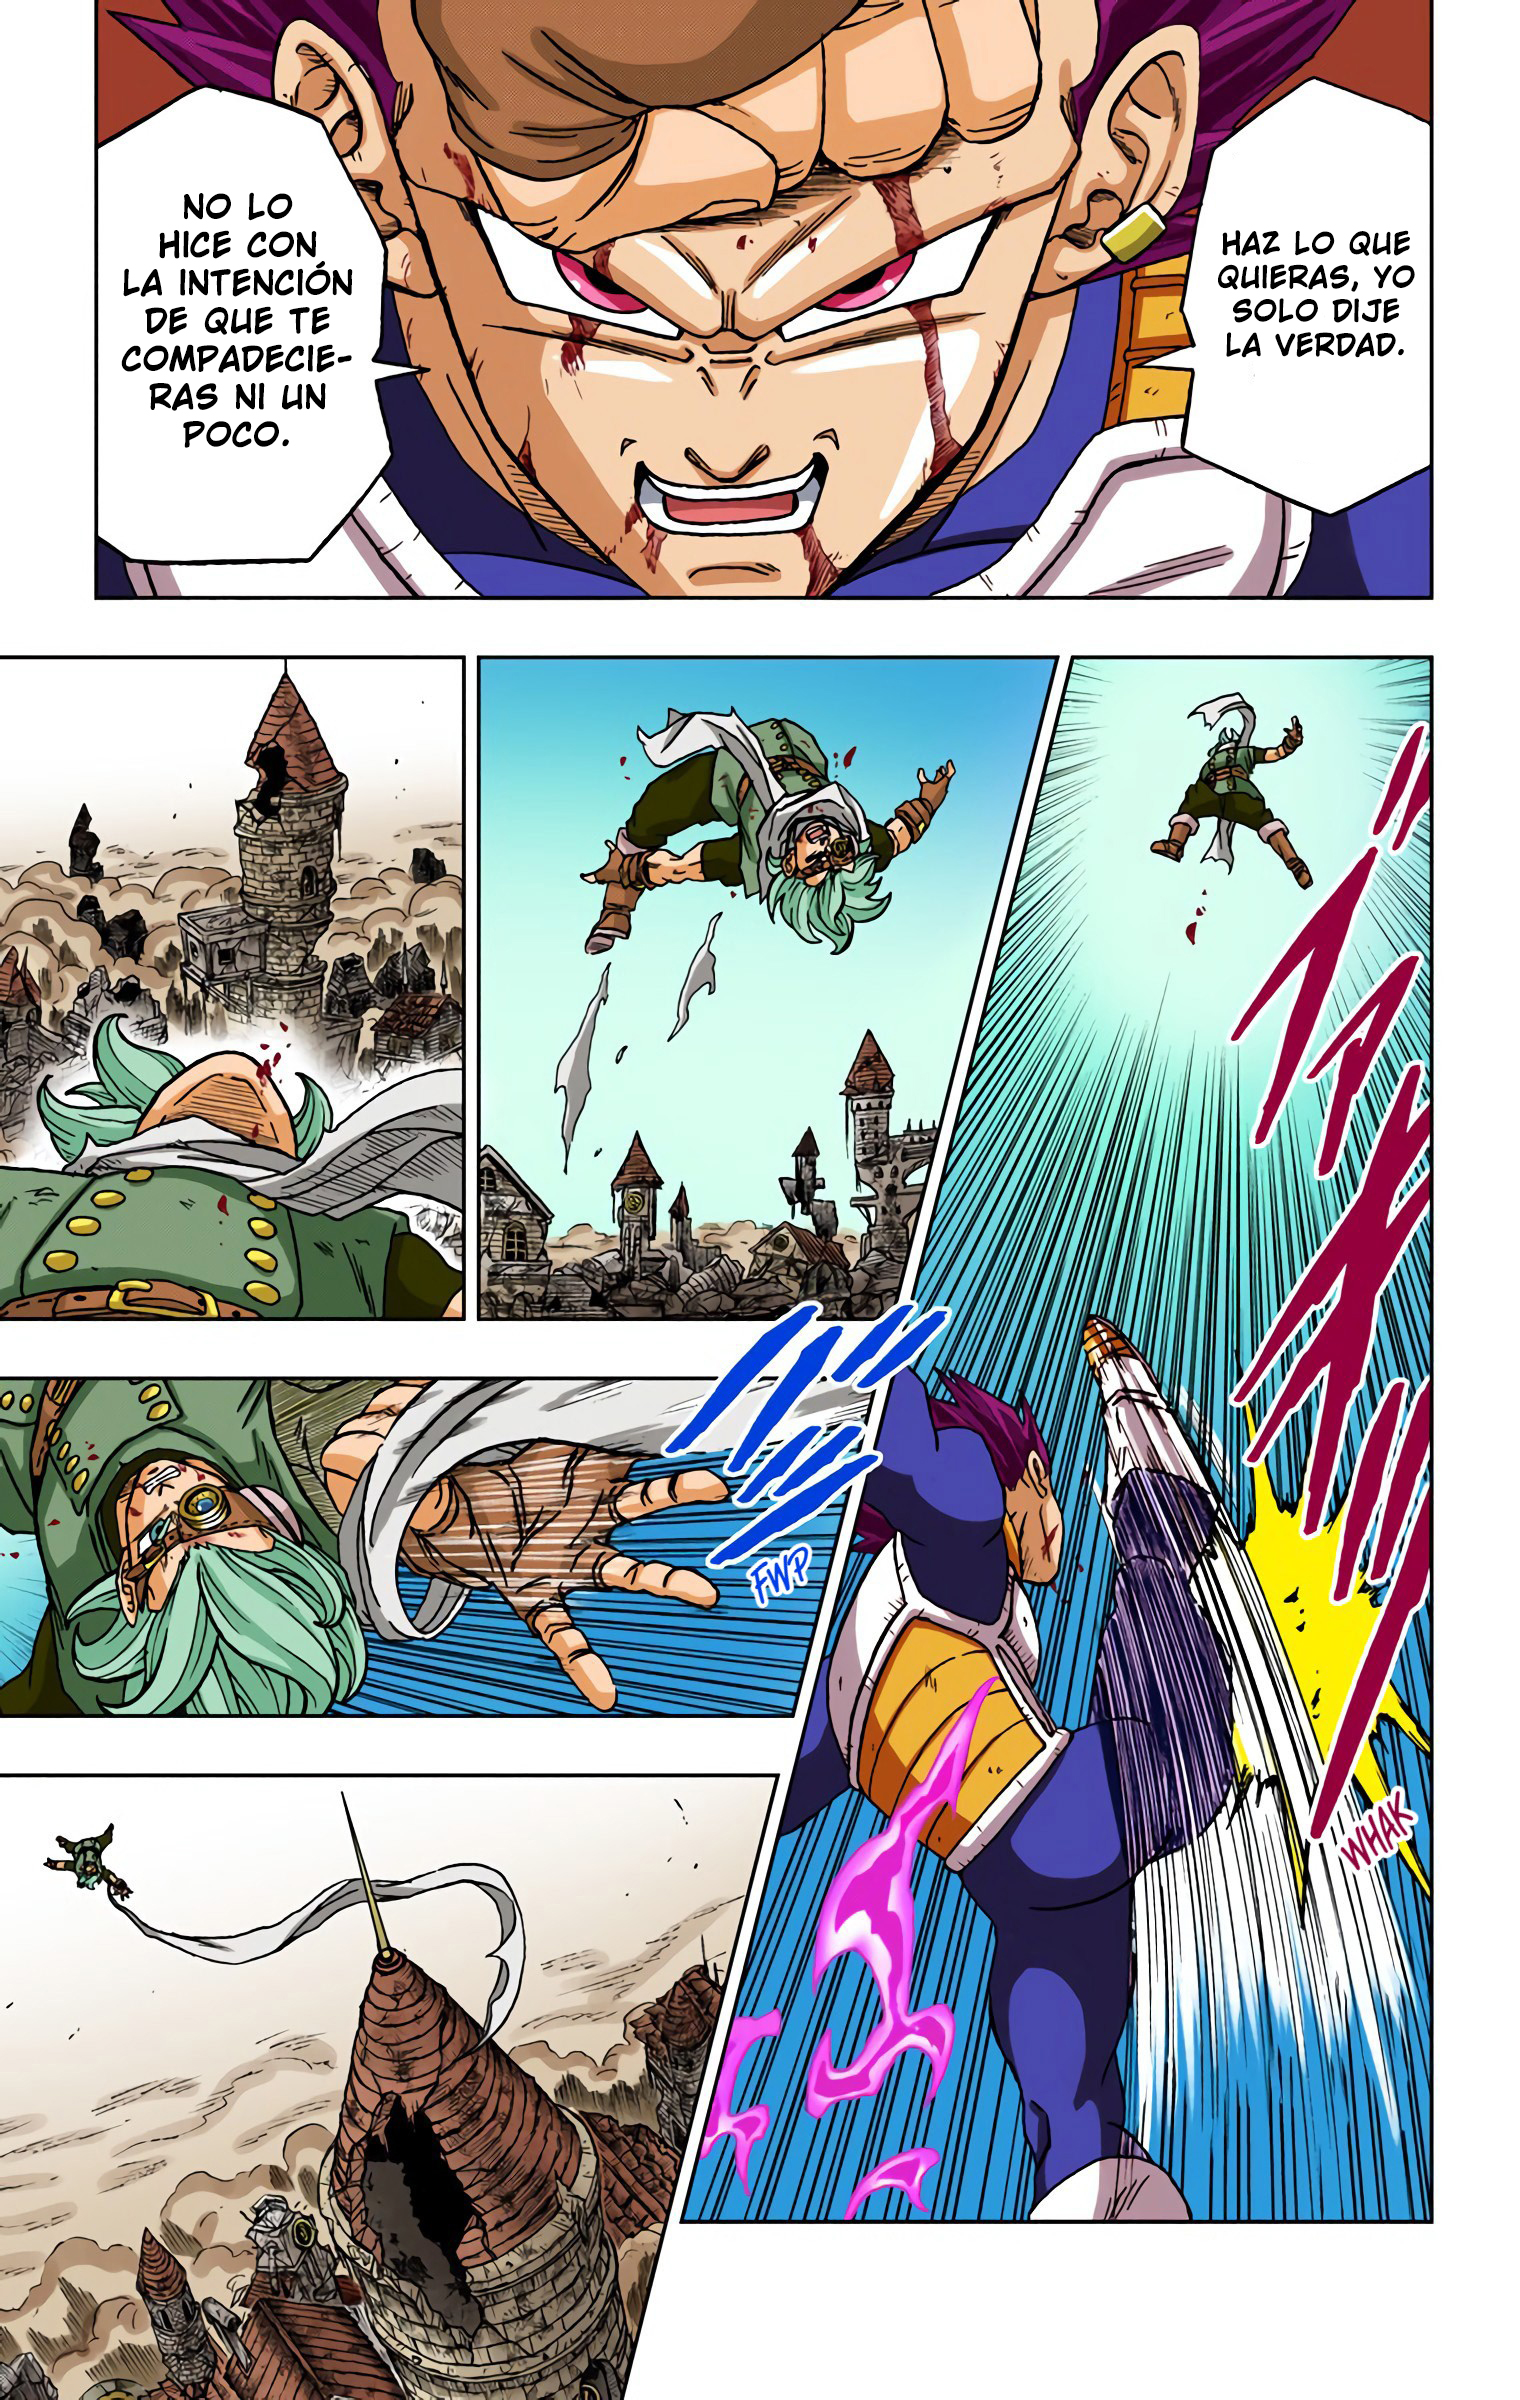 HAZ LO QUE
QUIERAS, YO
SOLO DIJE
LA VERDAD.
NO LO
HICE CON
LA INTENCIÓN
DE QUE TE
COMPADECIE-
RAS NI UN
POCO.
WHAK
FWP